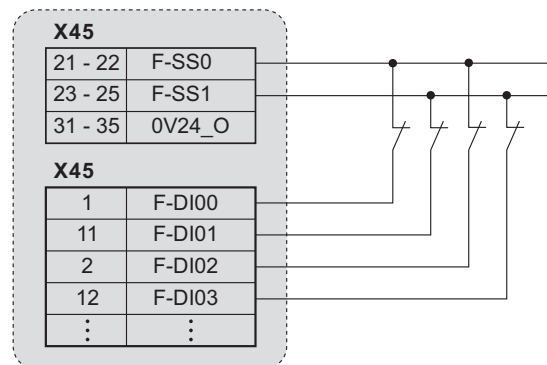 X45
21 - 22 F-SS0
23 - 25 F-SS1
31 - 35 0V24_O
X45
1 F-DI00
11 F-DI01
2 F-DI02
12 F-DI03
⋮ ⋮